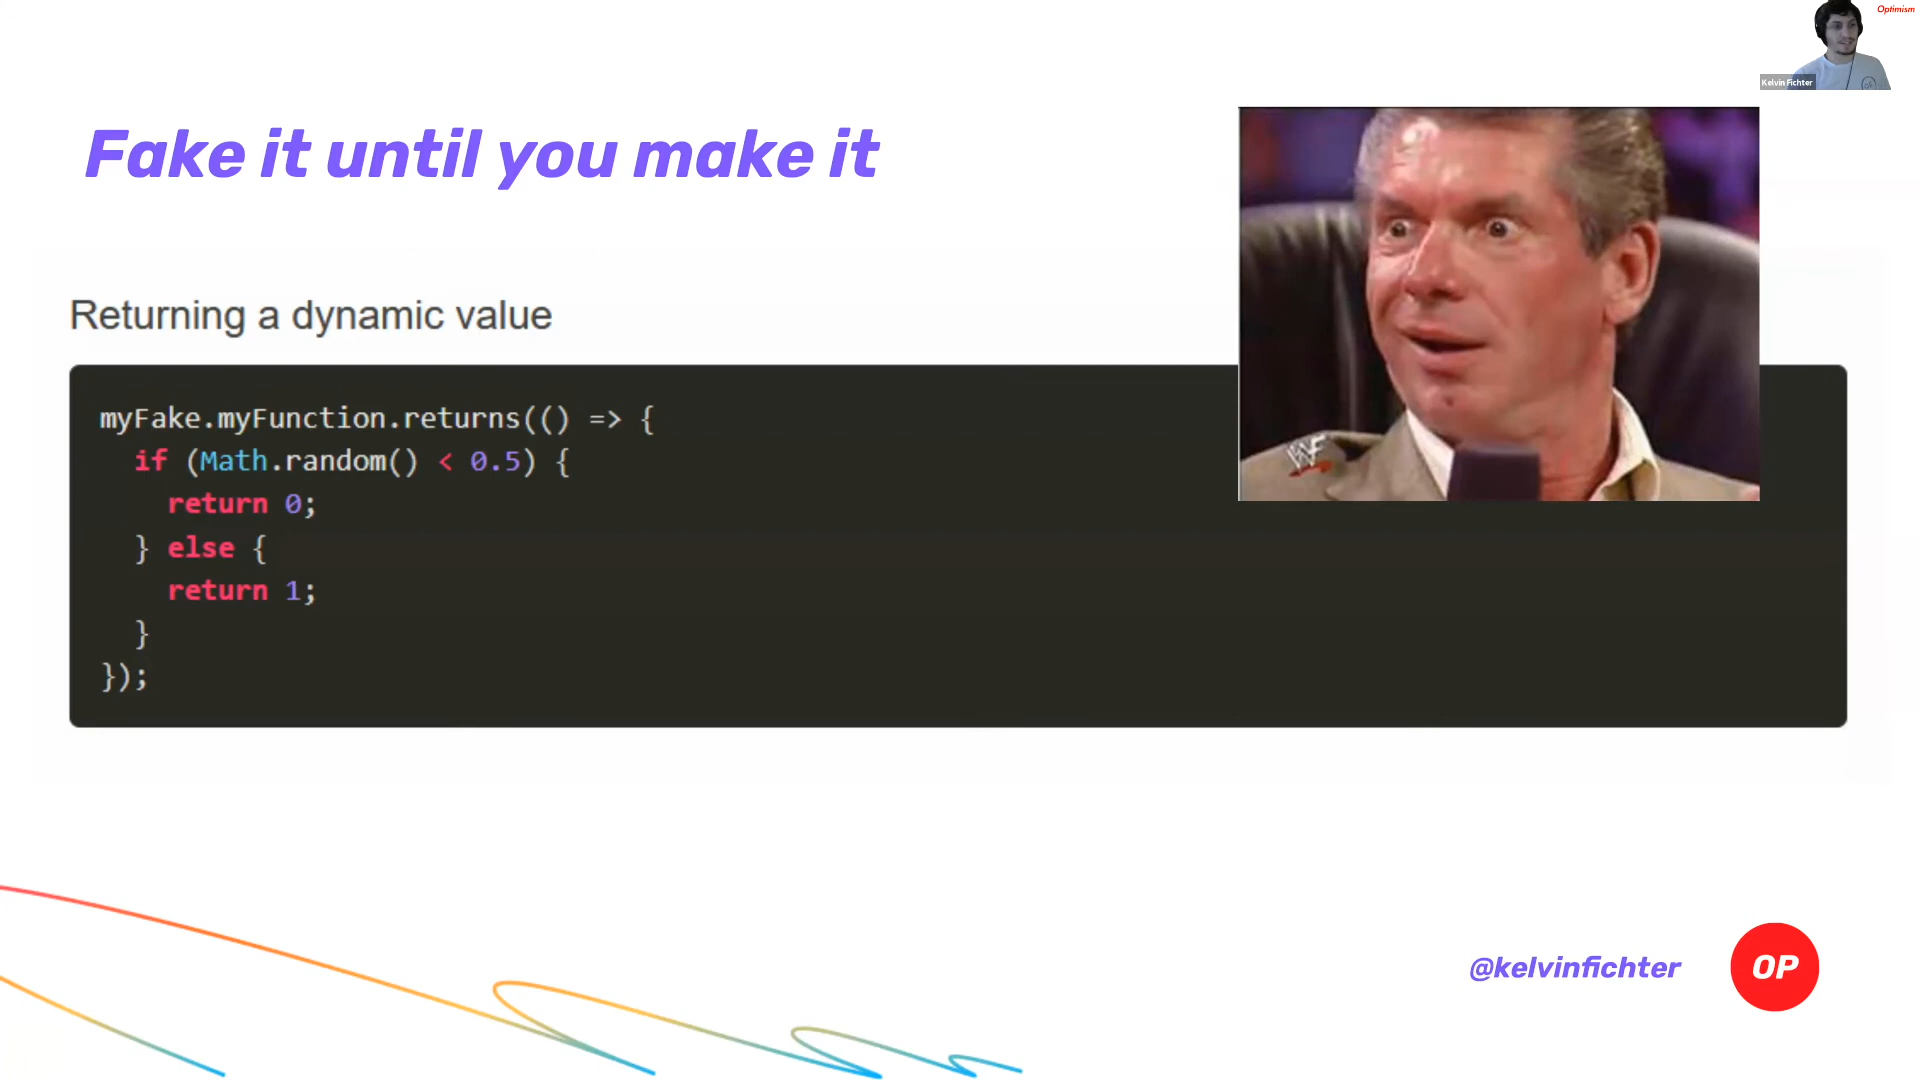 Optimism
Kelvin Fichter
Fake it until you make it
Returning a dynamic value
myFake.myFunction.returns(() => {
  if (Math.random() < 0.5) {
    return 0;
  } else {
    return 1;
  }
});
@kelvinfichter
OP